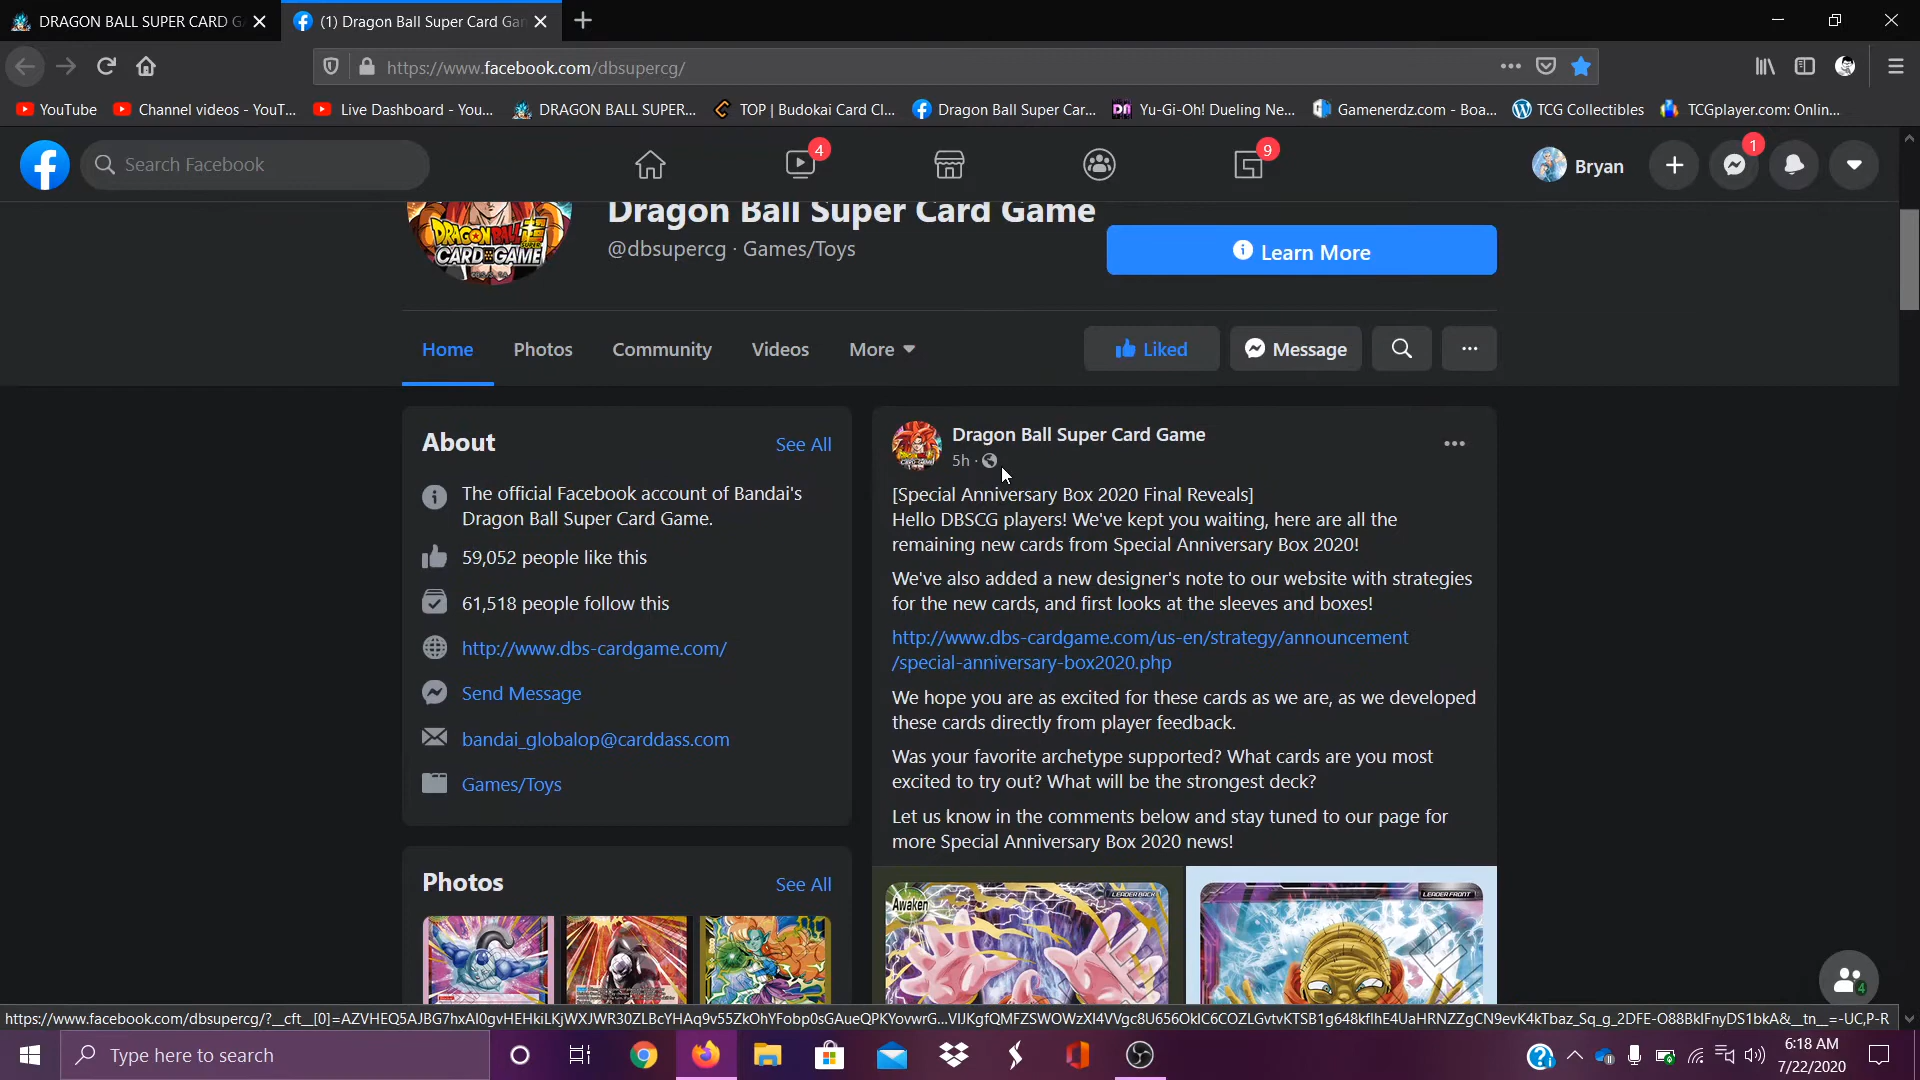 DRAGON BALL SUPER CARD G
(1) Dragon Ball Super Card Gam
https://www.facebook.com/dbsupercg/
YouTube
Channel videos - YouT...
Live Dashboard - You...
DRAGON BALL SUPER...
TOP | Budokai Card Cl...
Dragon Ball Super Car...
Yu-Gi-Oh! Dueling Ne...
Gamenerdz.com - Boa...
TCG Collectibles
TCGplayer.com: Onlin...
Search Facebook
4
9
Bryan
1
DRAGON BALL
CARD GAME
Dragon Ball Super Card Game
@dbsupercg · Games/Toys
Learn More
Home
Photos
Community
Videos
More
Liked
Message
About
See All
The official Facebook account of Bandai's
Dragon Ball Super Card Game.
59,052 people like this
61,518 people follow this
http://www.dbs-cardgame.com/
Send Message
bandai_globalop@carddass.com
Games/Toys
Photos
See All
Dragon Ball Super Card Game
5h ·
[Special Anniversary Box 2020 Final Reveals]
Hello DBSCG players! We've kept you waiting, here are all the
remaining new cards from Special Anniversary Box 2020!
We've also added a new designer's note to our website with strategies
for the new cards, and first looks at the sleeves and boxes!
http://www.dbs-cardgame.com/us-en/strategy/announcement
/special-anniversary-box2020.php
We hope you are as excited for these cards as we are, as we developed
these cards directly from player feedback.
Was your favorite archetype supported? What cards are you most
excited to try out? What will be the strongest deck?
Let us know in the comments below and stay tuned to our page for
more Special Anniversary Box 2020 news!
Awaken
LEADER BACK
LEADER FRONT
4
Type here to search
6:18 AM
7/22/2020